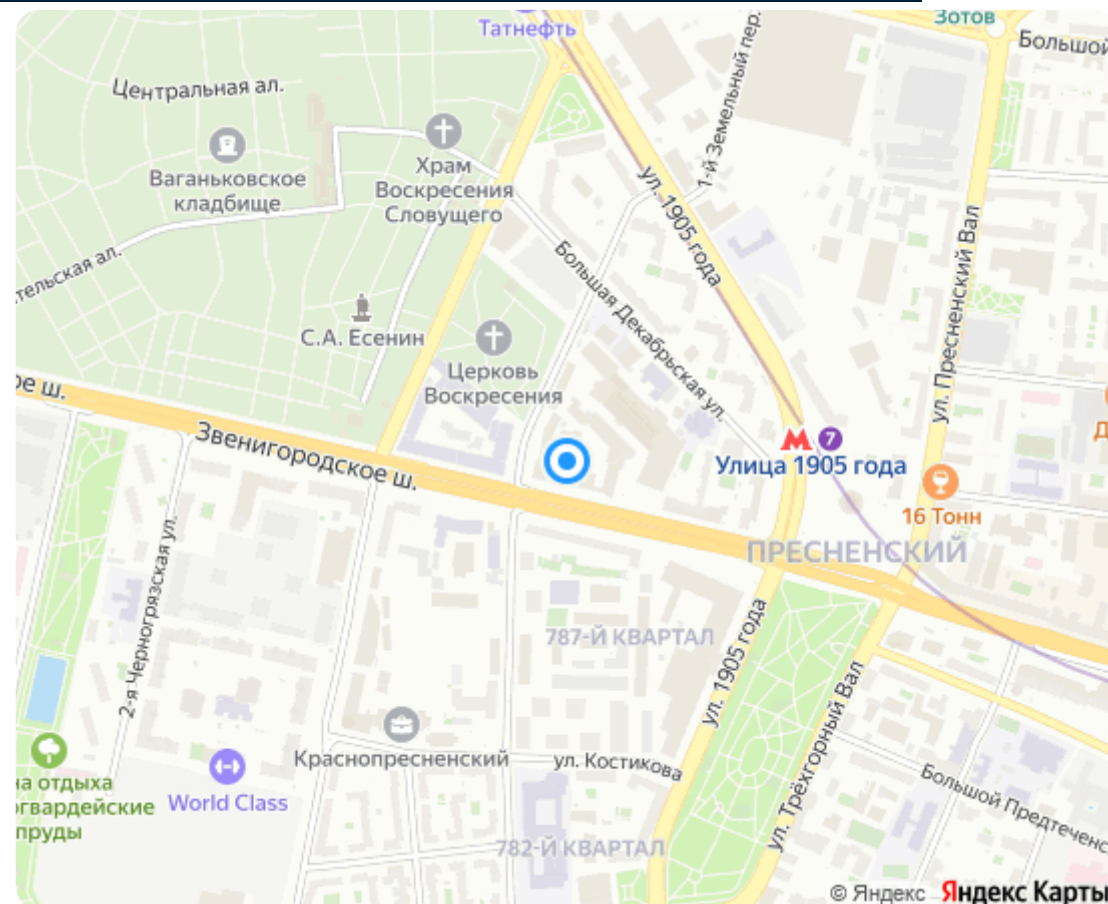 Татнефть
Зотов
Большой
Центральная ал.
1-й Земельный пер.
Храм
Воскресения
Словущего
Ваганьковское
кладбище
ул. 1905 года
ул. Пресненский Вал
тельская ал.
Большая Декабрьская ул.
С.А. Есенин
Церковь
Воскресения
ое ш.
Звенигородское ш.
7
Улица 1905 года
Д
16 Тонн
ПРЕСНЕНСКИЙ
2-я Черногрязская ул.
787-Й КВАРТАЛ
ул. 1905 года
ул. Трёхгорный Вал
Краснопресненский
ул. Костикова
на отдыха
огвардейские
пруды
World Class
Большой Предтеченс
782-Й КВАРТАЛ
© Яндекс Яндекс Карты